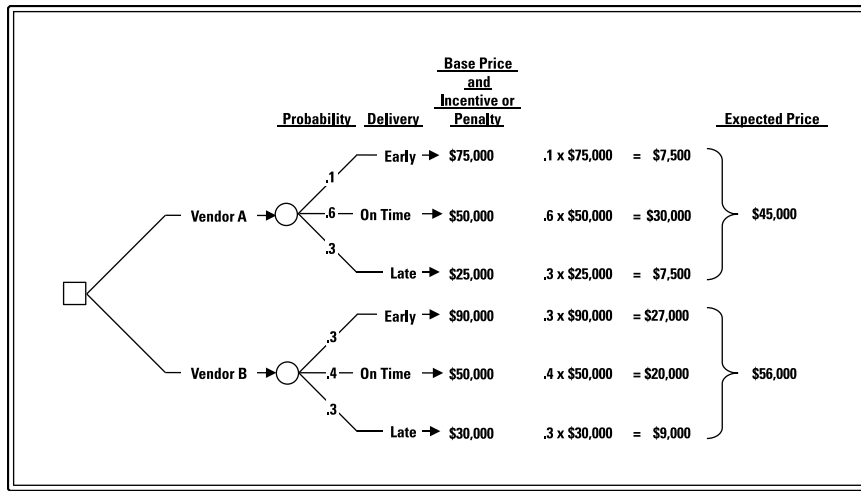 Base Price
and
Incentive or
Probability Delivery Penalty Expected Price
Early $75,000 .1 x $75,000 = $7,500
.1
Vendor A .6 On Time $50,000 .6 x $50,000 = $30,000 $45,000
.3
Late $25,000 .3 x $25,000 = $7,500
Early $90,000 .3 x $90,000 = $27,000
.3
Vendor B .4 On Time $50,000 .4 x $50,000 = $20,000 $56,000
.3
Late $30,000 .3 x $30,000 = $9,000